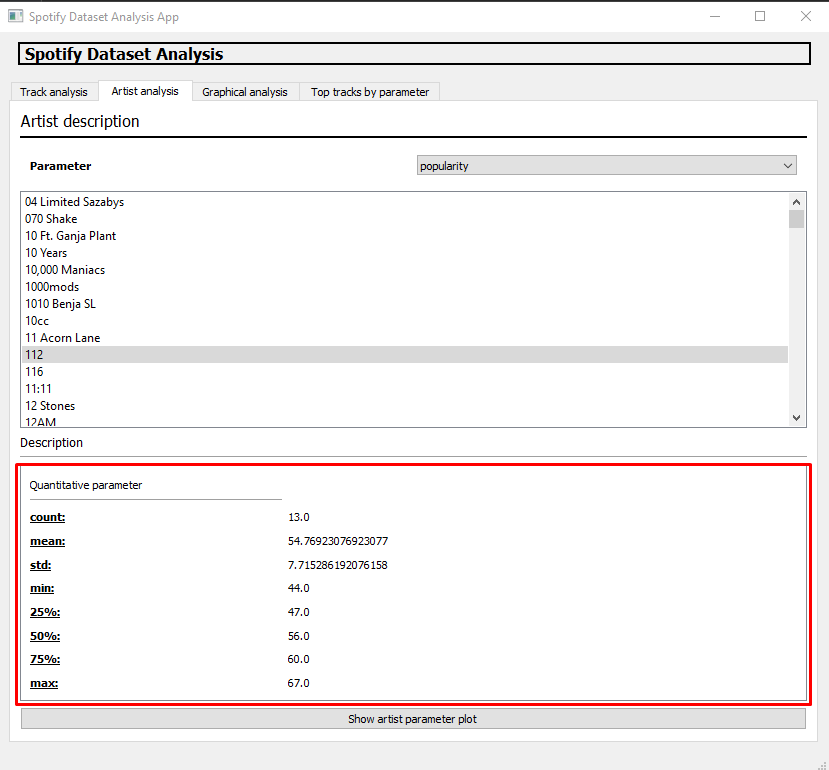 Spotify Dataset Analysis App
Spotify Dataset Analysis
Track analysis Artist analysis Graphical analysis Top tracks by parameter
Artist description
Parameter popularity
04 Limited Sazabys
070 Shake
10 Ft. Ganja Plant
10 Years
10,000 Maniacs
1000mods
1010 Benja SL
10cc
11 Acorn Lane
112
116
11:11
12 Stones
12AM
Description
Quantitative parameter
count: 13.0
mean: 54.76923076923077
std: 7.715286192076158
min: 44.0
25%: 47.0
50%: 56.0
75%: 60.0
max: 67.0
Show artist parameter plot